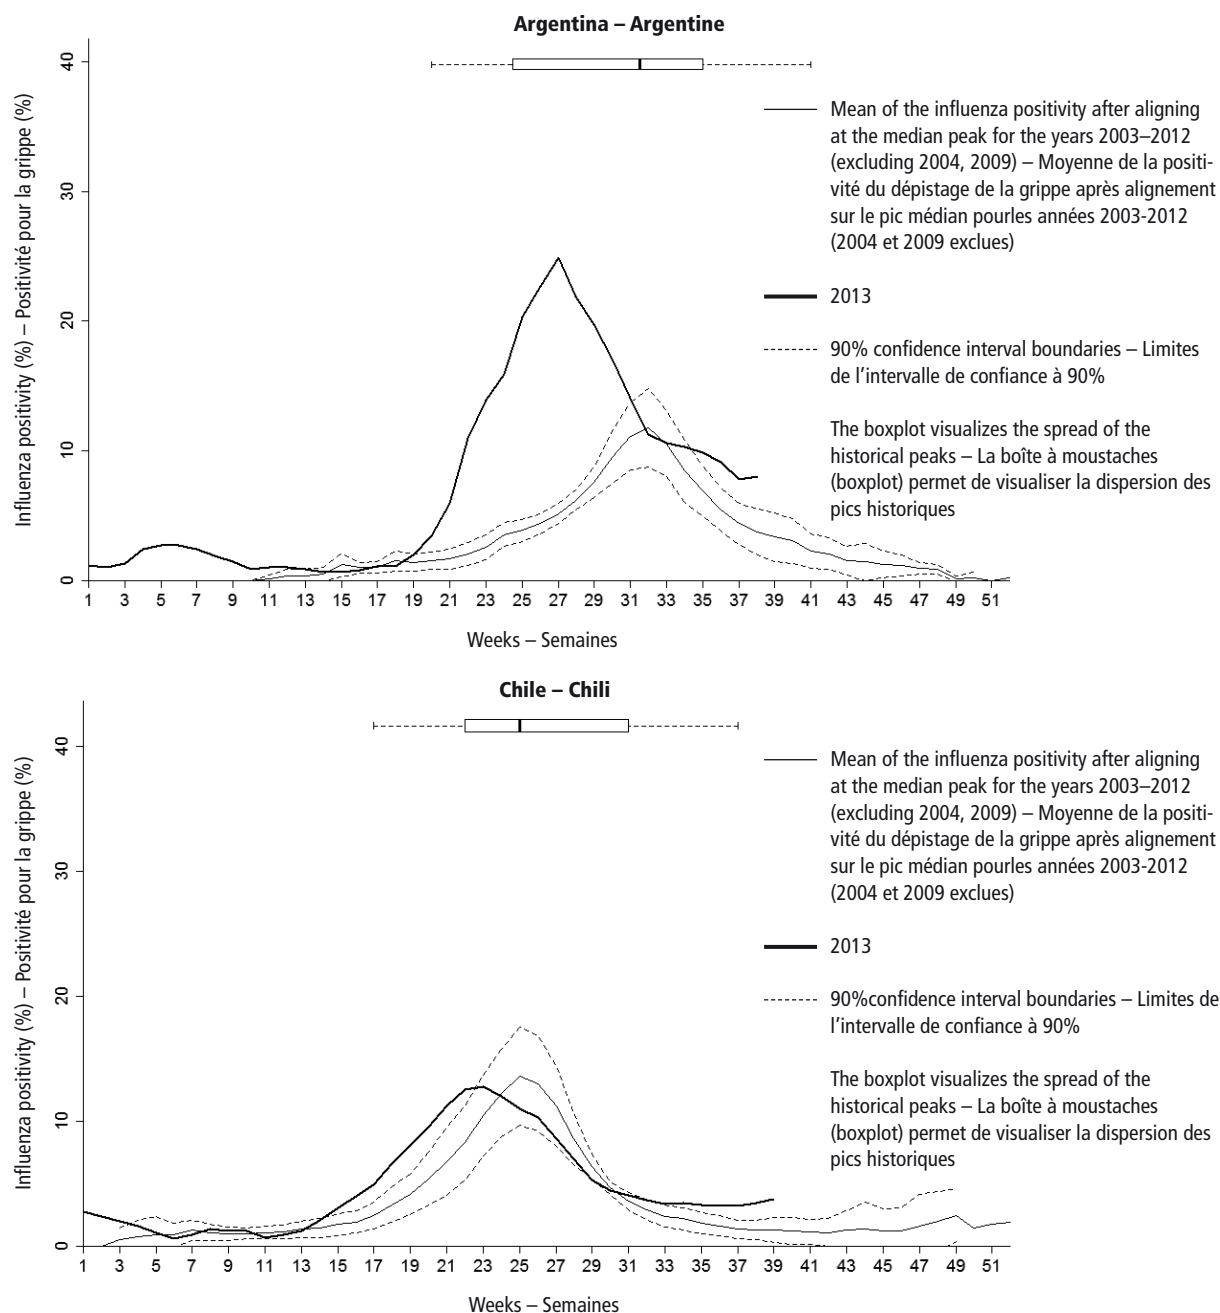 Argentina – Argentine
Influenza positivity (%) – Positivité pour la grippe (%)
40
30
20
10
0
1 3 5 7 9 11 13 15 17 19 21 23 25 27 29 31 33 35 37 39 41 43 45 47 49 51
Weeks – Semaines
Mean of the influenza positivity after aligning
at the median peak for the years 2003–2012
(excluding 2004, 2009) – Moyenne de la positi-
vité du dépistage de la grippe après alignement
sur le pic médian pourles années 2003-2012
(2004 et 2009 exclues)
2013
90% confidence interval boundaries – Limites
de l'intervalle de confiance à 90%
The boxplot visualizes the spread of the
historical peaks – La boîte à moustaches
(boxplot) permet de visualiser la dispersion des
pics historiques
Chile – Chili
Influenza positivity (%) – Positivité pour la grippe (%)
40
30
20
10
0
1 3 5 7 9 11 13 15 17 19 21 23 25 27 29 31 33 35 37 39 41 43 45 47 49 51
Weeks – Semaines
Mean of the influenza positivity after aligning
at the median peak for the years 2003–2012
(excluding 2004, 2009) – Moyenne de la positi-
vité du dépistage de la grippe après alignement
sur le pic médian pourles années 2003-2012
(2004 et 2009 exclues)
2013
90%confidence interval boundaries – Limites de
l'intervalle de confiance à 90%
The boxplot visualizes the spread of the
historical peaks – La boîte à moustaches
(boxplot) permet de visualiser la dispersion des
pics historiques